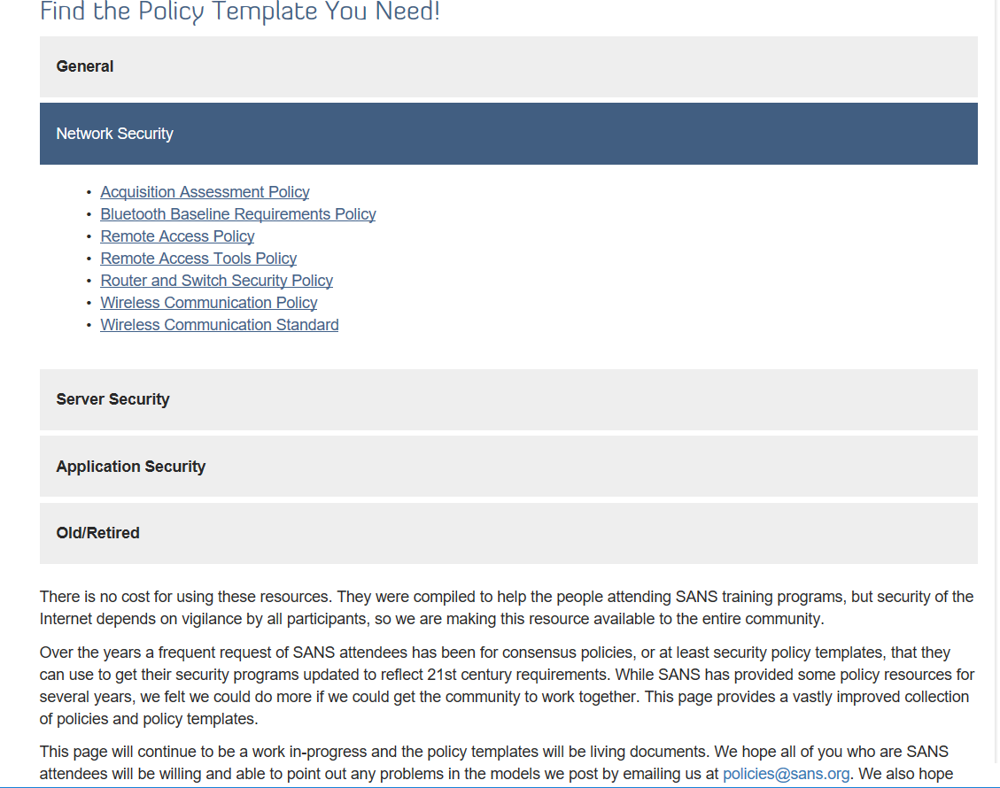 Find the Policy Template You Need!
General
Network Security
• Acquisition Assessment Policy
• Bluetooth Baseline Requirements Policy
• Remote Access Policy
• Remote Access Tools Policy
• Router and Switch Security Policy
• Wireless Communication Policy
• Wireless Communication Standard
Server Security
Application Security
Old/Retired
There is no cost for using these resources. They were compiled to help the people attending SANS training programs, but security of the
Internet depends on vigilance by all participants, so we are making this resource available to the entire community.
Over the years a frequent request of SANS attendees has been for consensus policies, or at least security policy templates, that they
can use to get their security programs updated to reflect 21st century requirements. While SANS has provided some policy resources for
several years, we felt we could do more if we could get the community to work together. This page provides a vastly improved collection
of policies and policy templates.
This page will continue to be a work in-progress and the policy templates will be living documents. We hope all of you who are SANS
attendees will be willing and able to point out any problems in the models we post by emailing us at policies@sans.org. We also hope